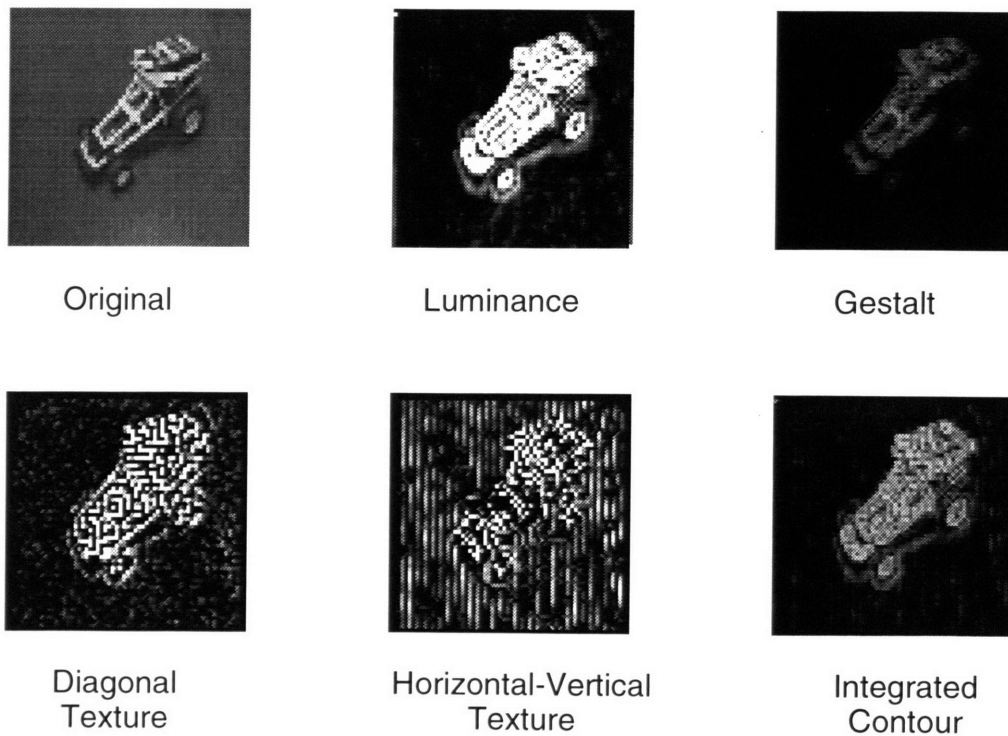 Original
Luminance
Gestalt
Diagonal
Texture
Horizontal-Vertical
Texture
Integrated
Contour